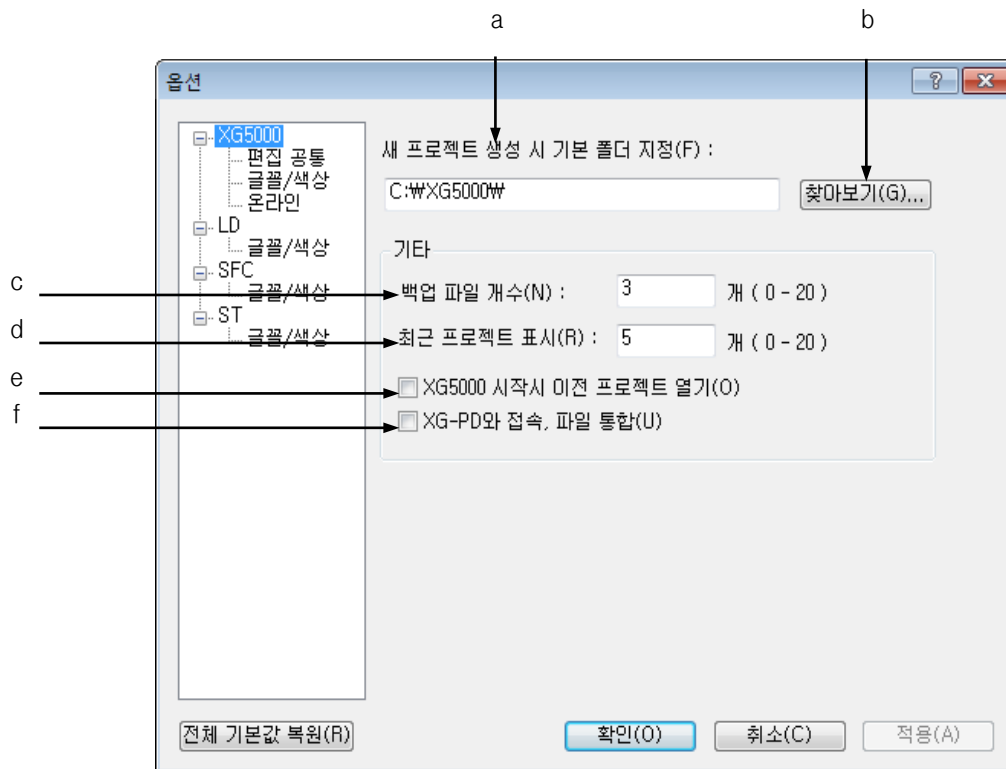 a
b
옵션
XG5000
편집 공통
글꼴/색상
온라인
LD
글꼴/색상
SFC
글꼴/색상
ST
글꼴/색상
새 프로젝트 생성 시 기본 폴더 지정(F) :
C:₩XG5000₩
찾아보기(G)...
기타
c
백업 파일 개수(N) : 3 개 ( 0 - 20 )
d
최근 프로젝트 표시(R) : 5 개 ( 0 - 20 )
e
XG5000 시작시 이전 프로젝트 열기(O)
f
XG-PD와 접속, 파일 통합(U)
전체 기본값 복원(R)
확인(O)
취소(C)
적용(A)